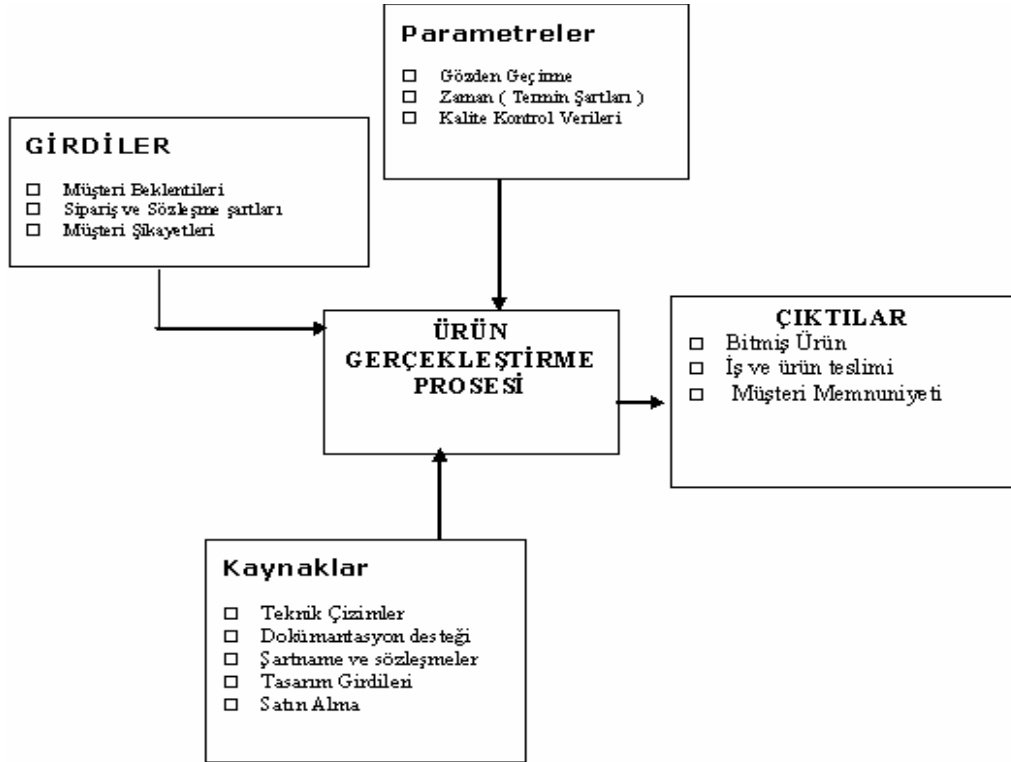 Parametreler
Gözden Geçirme
Zaman ( Termin Şartları )
Kalite Kontrol Verileri
GİRDİLER
Müşteri Beklentileri
Sipariş ve Sözleşme şartları
Müşteri Şikayetleri
ÜRÜN
GERÇEKLEŞTİRME
PROSESİ
ÇIKTILAR
Bitmiş Ürün
İş ve ürün teslimi
Müşteri Memnuniyeti
Kaynaklar
Teknik Çizimler
Dokümantasyon desteği
Şartname ve sözleşmeler
Tasarım Girdileri
Satın Alma